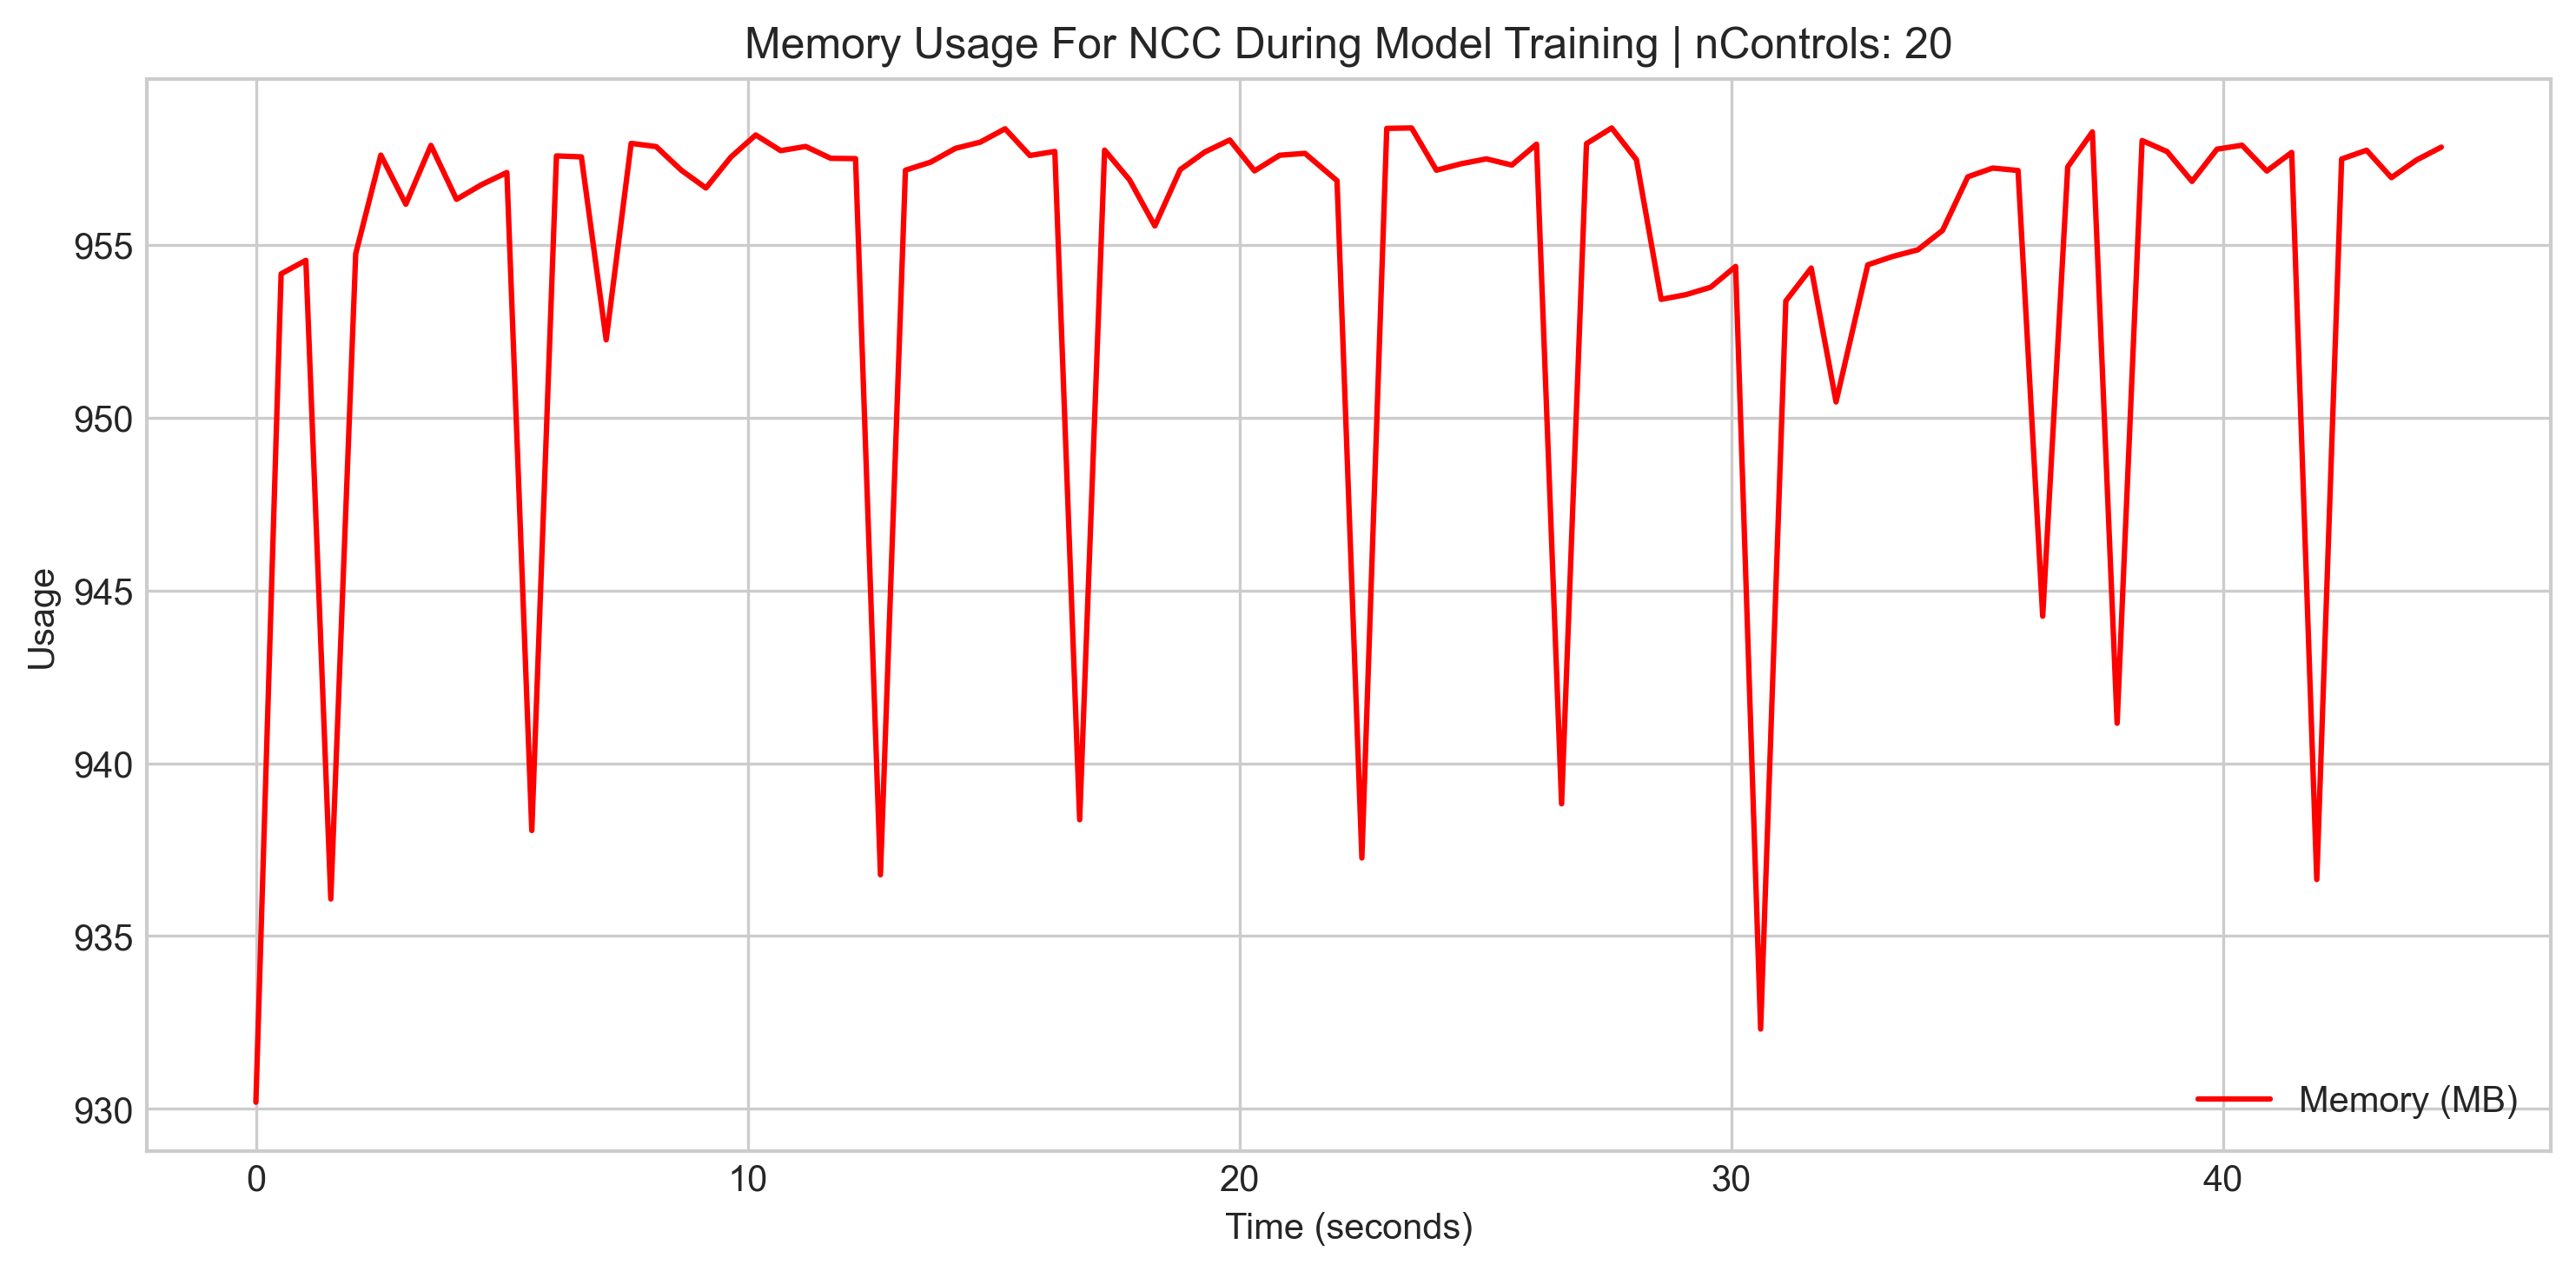 Memory Usage For NCC During Model Training | nControls: 20
Usage
955
950
945
940
935
930
Memory (MB)
0 10 20 30 40
Time (seconds)